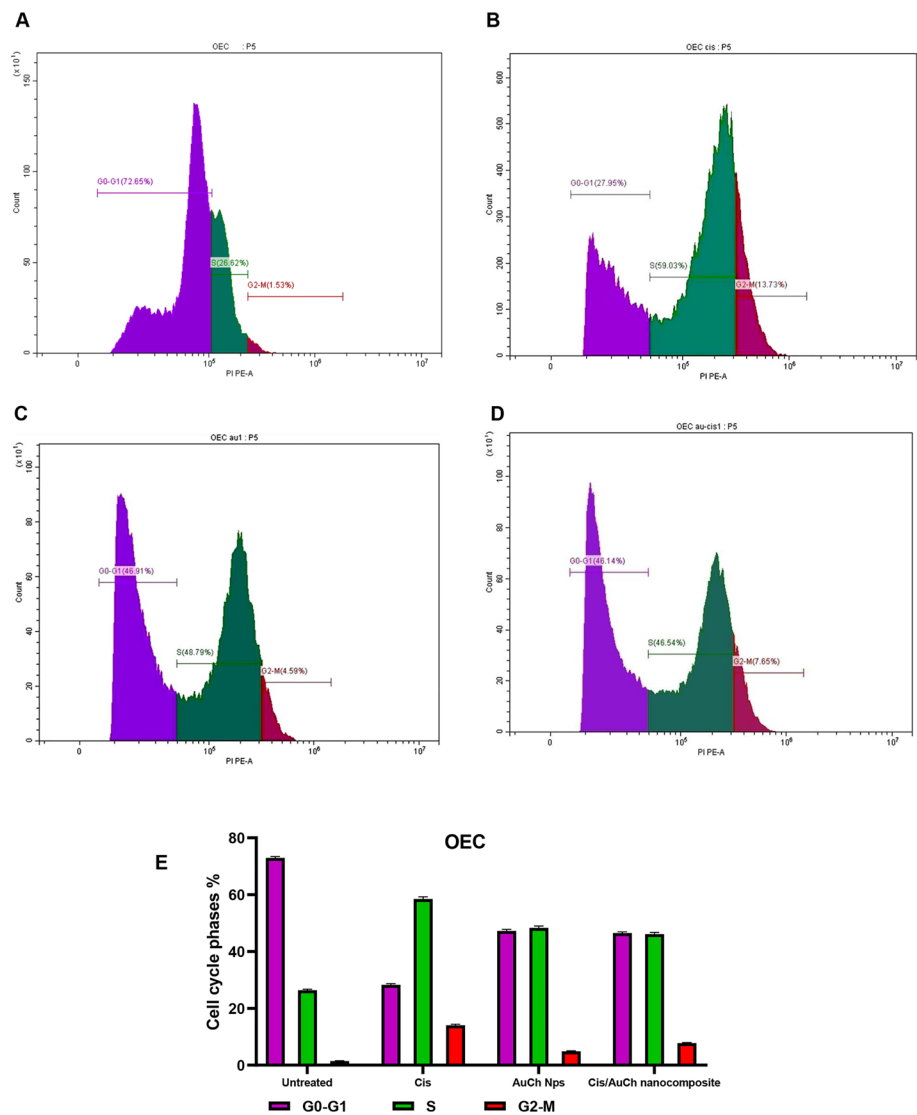 A
OEC : P5
(x 10¹)
150
100
50
0
Count
G0-G1(72.65%)
S(26.62%)
G2-M(1.53%)
0 10⁵ 10⁶ 10⁷
PI PE-A
B
OEC cis : P5
600
500
400
300
200
100
0
Count
G0-G1(27.95%)
S(59.03%)
G2-M(13.73%)
0 10⁵ 10⁶ 10⁷
PI PE-A
C
OEC au1 : P5
(x 10¹)
100
80
60
40
20
0
Count
G0-G1(46.91%)
S(48.79%)
G2-M(4.59%)
0 10⁵ 10⁶ 10⁷
PI PE-A
D
OEC au-cis1 : P5
(x 10¹)
100
80
60
40
20
0
Count
G0-G1(46.14%)
S(46.54%)
G2-M(7.65%)
0 10⁵ 10⁶ 10⁷
PI PE-A
E
OEC
Cell cycle phases %
80
60
40
20
0
Untreated Cis AuCh Nps Cis/AuCh nanocomposite
G0-G1 S G2-M